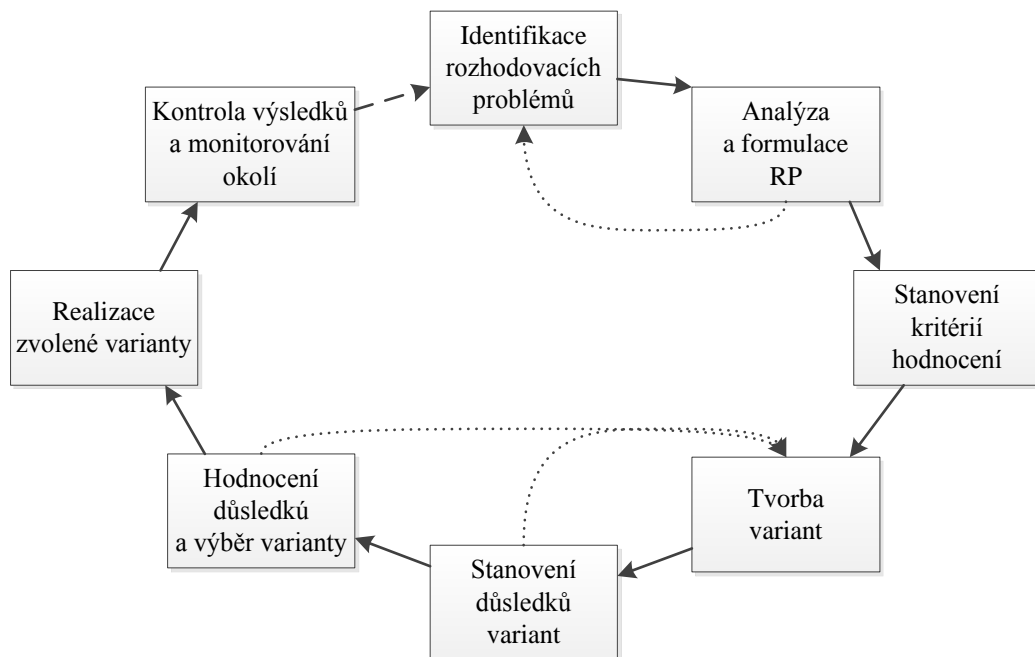 Identifikace
rozhodovacích
problémů
Analýza
a formulace
RP
Stanovení
kritérií
hodnocení
Tvorba
variant
Stanovení
důsledků
variant
Hodnocení
důsledkú
a výběr varianty
Realizace
zvolené varianty
Kontrola výsledků
a monitorování
okolí